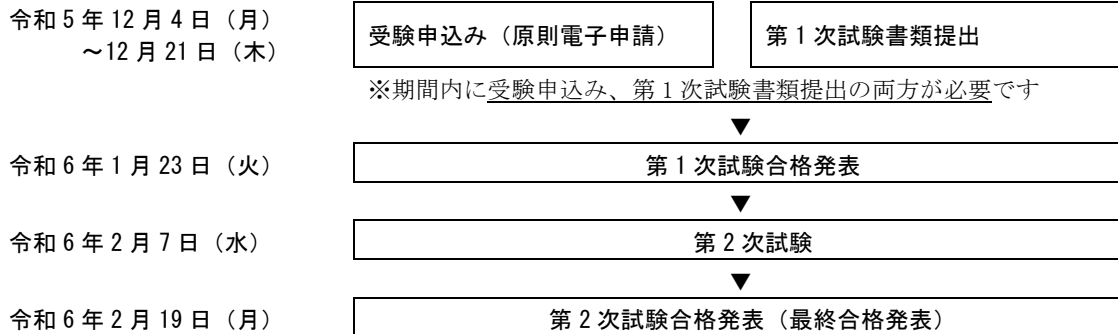 令和5年12月4日（月）
～12月21日（木）
受験申込み（原則電子申請）
第1次試験書類提出
※期間内に受験申込み、第1次試験書類提出の両方が必要です
▼
令和6年1月23日（火）
第1次試験合格発表
▼
令和6年2月7日（水）
第2次試験
▼
令和6年2月19日（月）
第2次試験合格発表（最終合格発表）